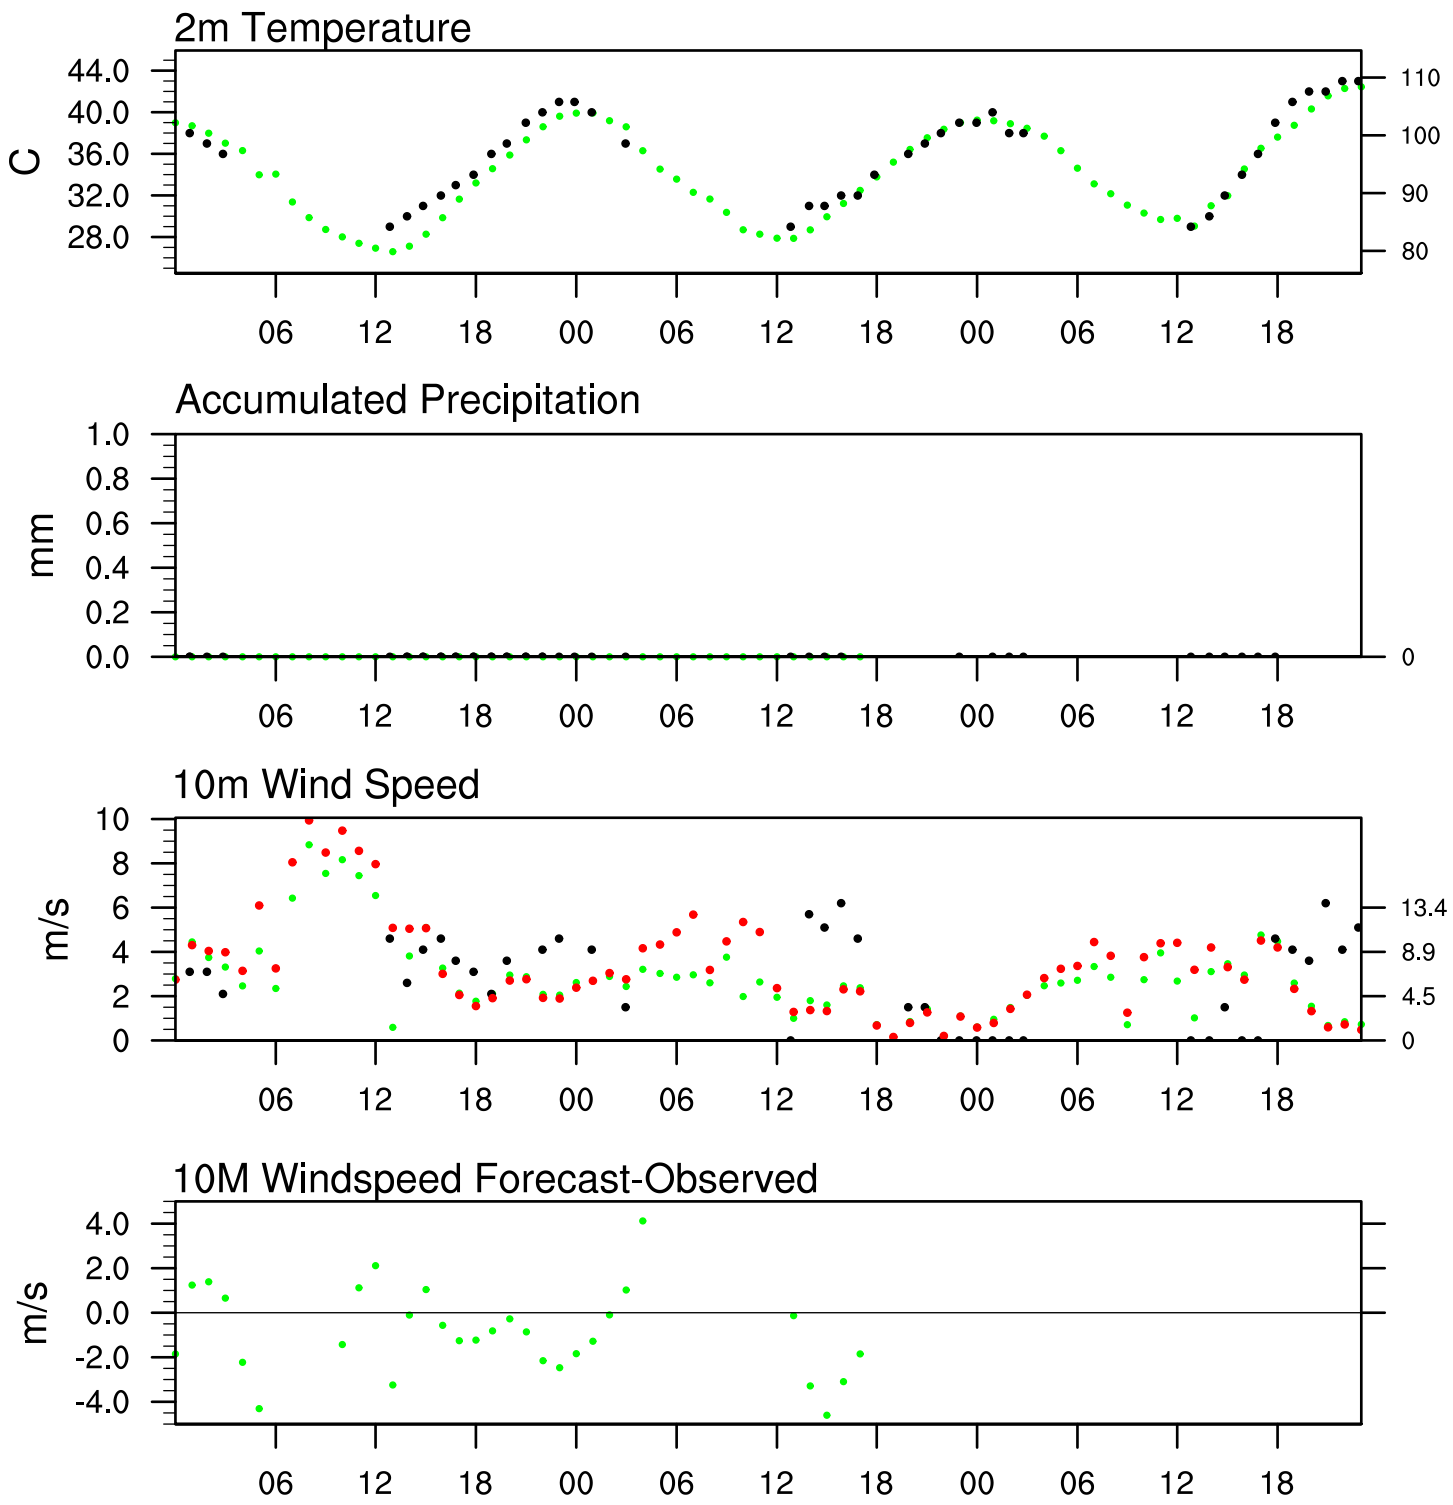 2m Temperature
44.0
40.0
36.0
32.0
28.0
C
110
100
90
80
06 12 18 00 06 12 18 00 06 12 18
Accumulated Precipitation
1.0
0.8
0.6
0.4
0.2
0.0
mm
0
06 12 18 00 06 12 18 00 06 12 18
10m Wind Speed
10
8
6
4
2
0
m/s
13.4
8.9
4.5
0
06 12 18 00 06 12 18 00 06 12 18
10M Windspeed Forecast-Observed
4.0
2.0
0.0
-2.0
-4.0
m/s
06 12 18 00 06 12 18 00 06 12 18